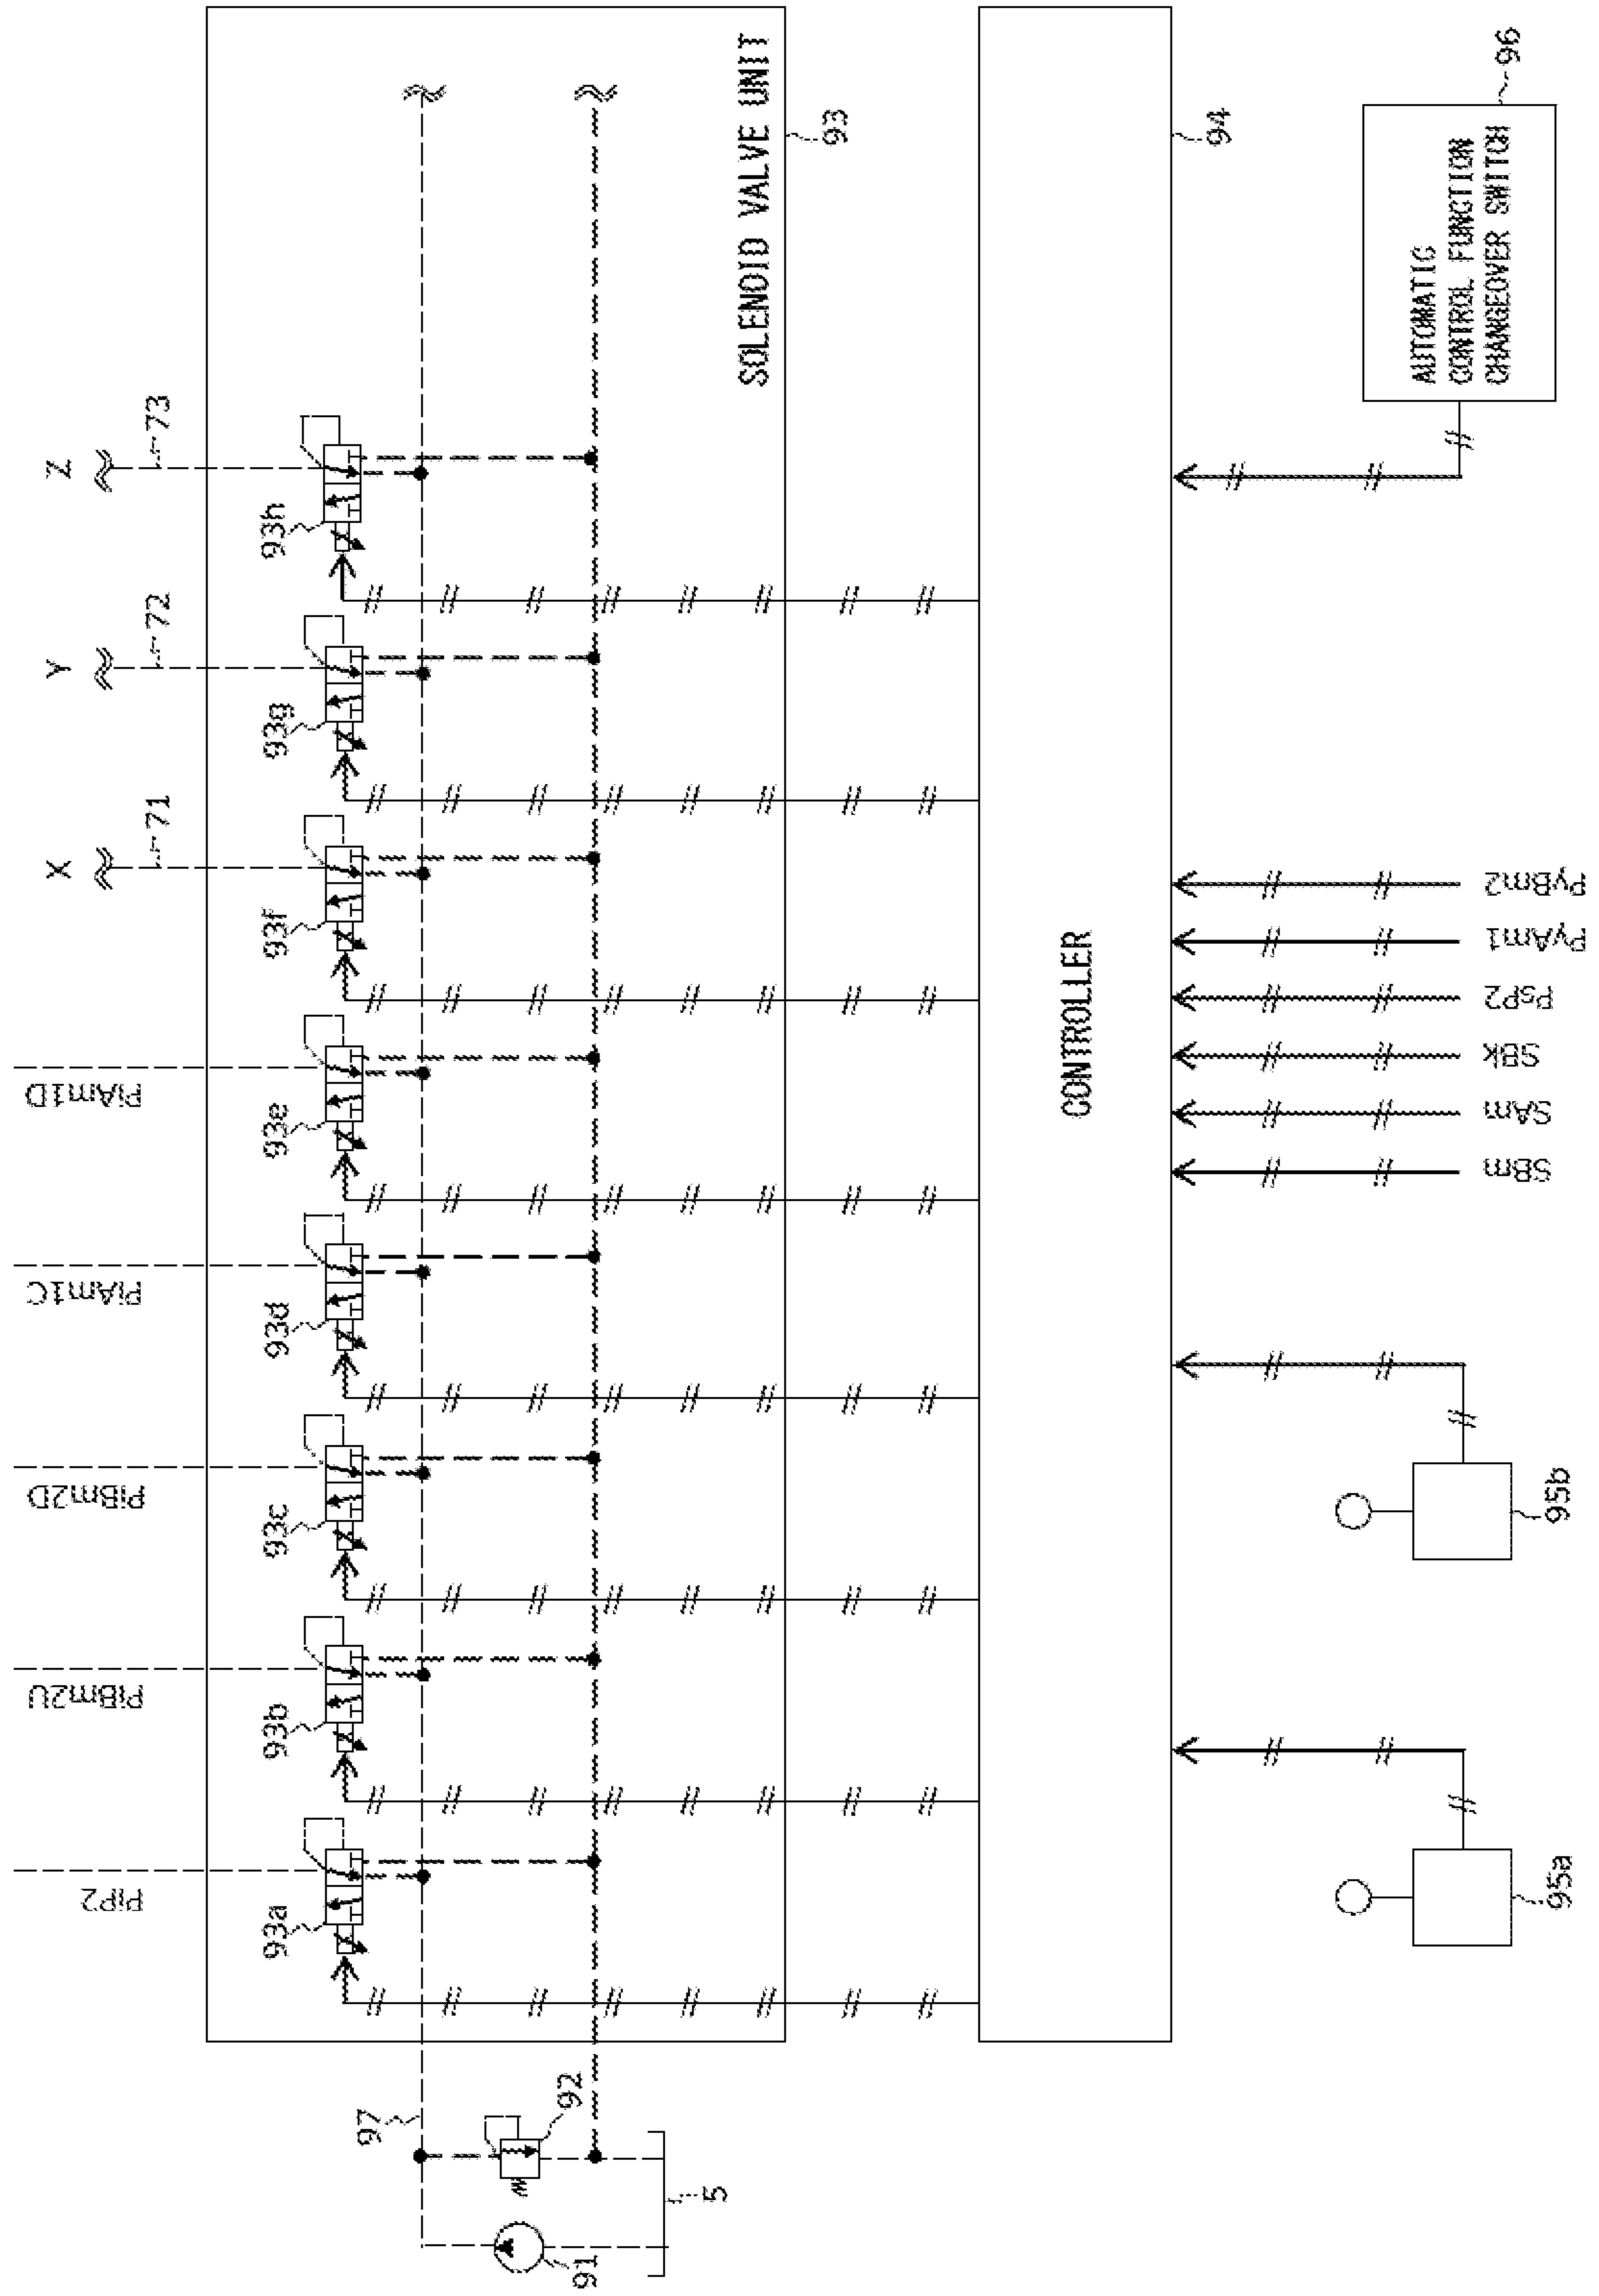 PiP2
PiBm2U
PiBm2D
PiAm1C
PiAm1D
X
Y
Z
71
72
73
93a
93b
93c
93d
93e
93f
93g
93h
97
92
91
5
SOLENOID VALVE UNIT
93
CONTROLLER
94
SBm
SAm
SBk
PsP2
PyAm1
PyBm2
AUTOMATIC
CONTROL FUNCTION
CHANGEOVER SWITCH
96
95a
95b